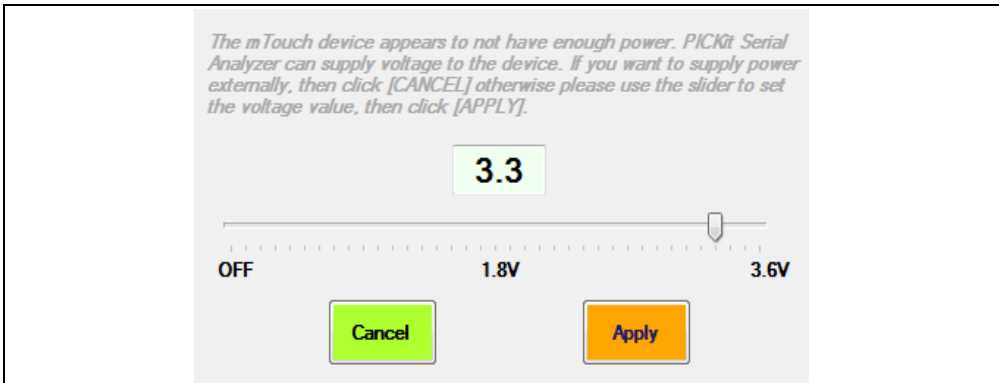 The mTouch device appears to not have enough power. PICKit Serial
Analyzer can supply voltage to the device. If you want to supply power
externally, then click [CANCEL] otherwise please use the slider to set
the voltage value, then click [APPLY].
3.3
OFF 1.8V 3.6V
Cancel Apply